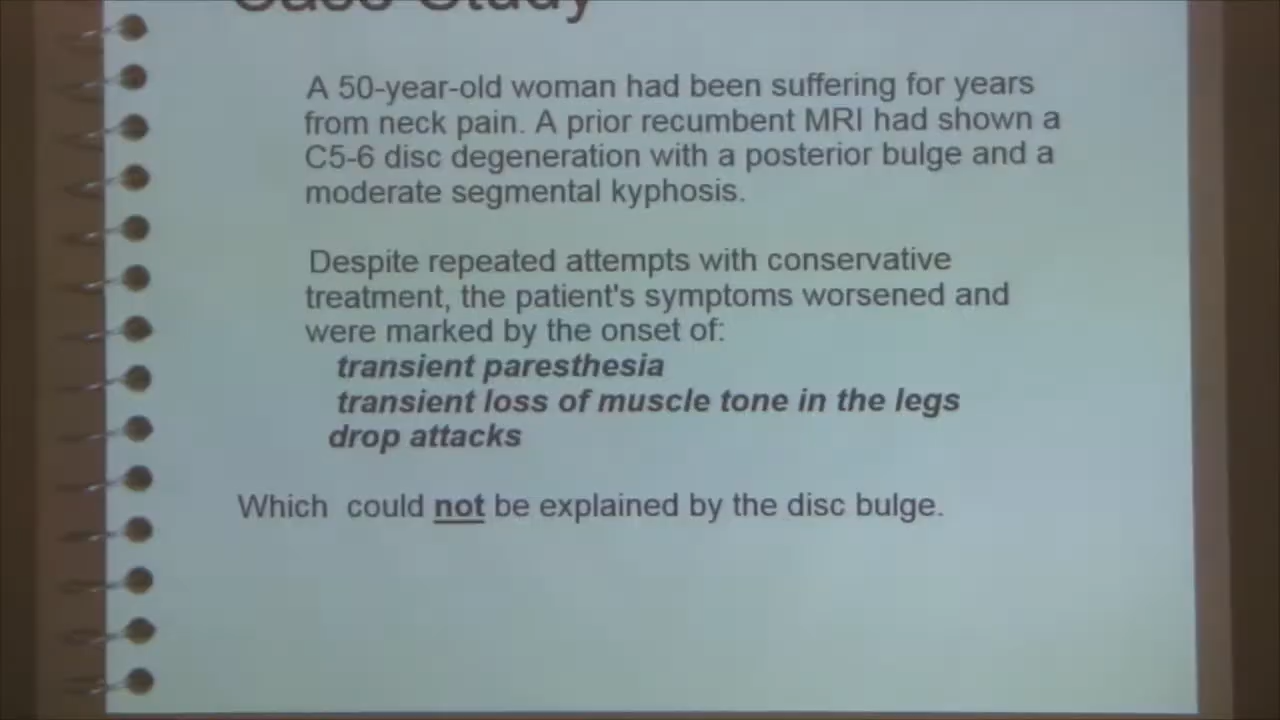 Case Study
A 50-year-old woman had been suffering for years
from neck pain. A prior recumbent MRI had shown a
C5-6 disc degeneration with a posterior bulge and a
moderate segmental kyphosis.
Despite repeated attempts with conservative
treatment, the patient's symptoms worsened and
were marked by the onset of:
transient paresthesia
transient loss of muscle tone in the legs
drop attacks
Which could not be explained by the disc bulge.